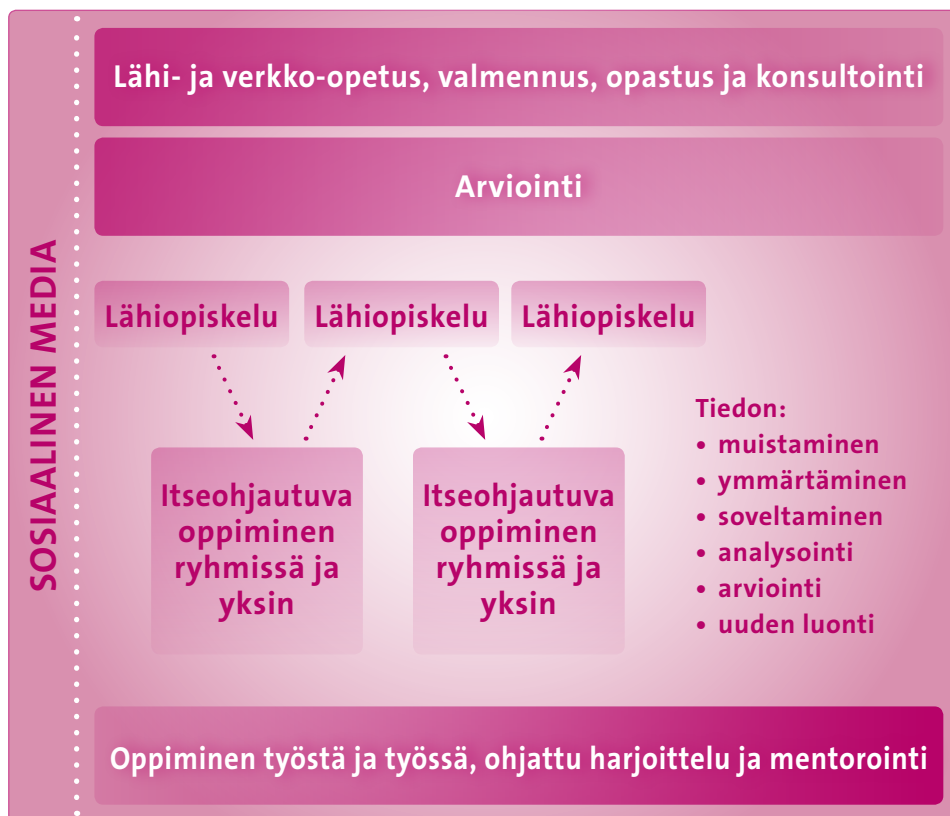 SOSIAALINEN MEDIA
Lähi- ja verkko-opetus, valmennus, opastus ja konsultointi
Arviointi
Lähiopiskelu
Lähiopiskelu
Lähiopiskelu
Itseohjautuva
oppiminen
ryhmissä ja
yksin
Itseohjautuva
oppiminen
ryhmissä ja
yksin
Tiedon:
• muistaminen
• ymmärtäminen
• soveltaminen
• analysointi
• arviointi
• uuden luonti
Oppiminen työstä ja työssä, ohjattu harjoittelu ja mentorointi